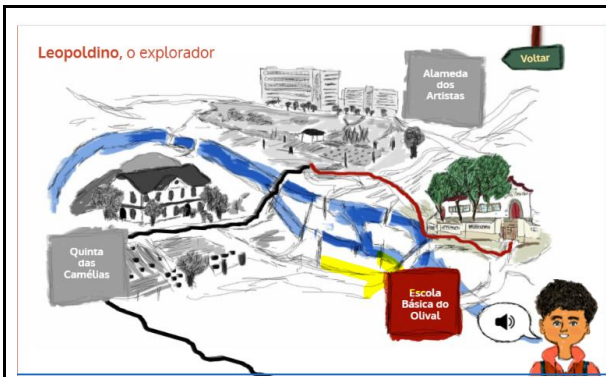 Leopoldino, o explorador
Voltar
Alameda
dos
Artistas
Quinta
das
Camélias
Escola
Básica do
Olival